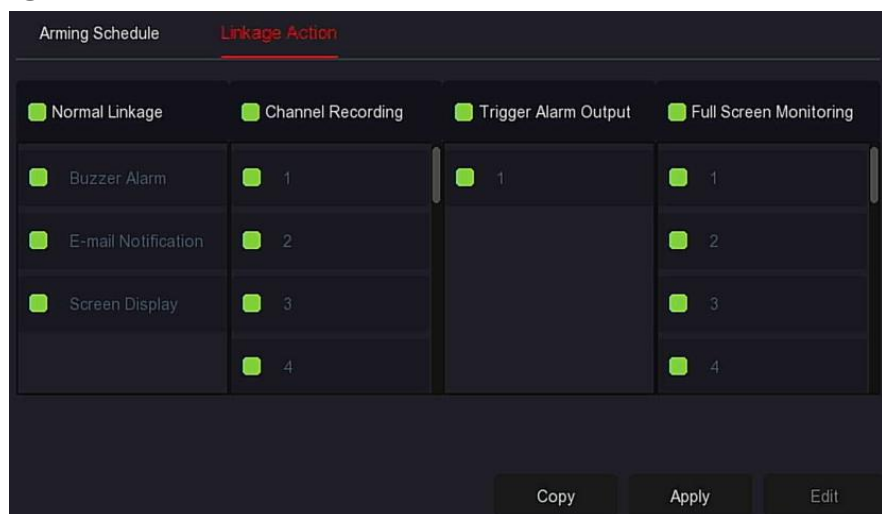 Arming Schedule Linkage Action
Normal Linkage Channel Recording Trigger Alarm Output Full Screen Monitoring
Buzzer Alarm 1 1 1
E-mail Notification 2 2
Screen Display 3 3
4 4
Copy Apply Edit